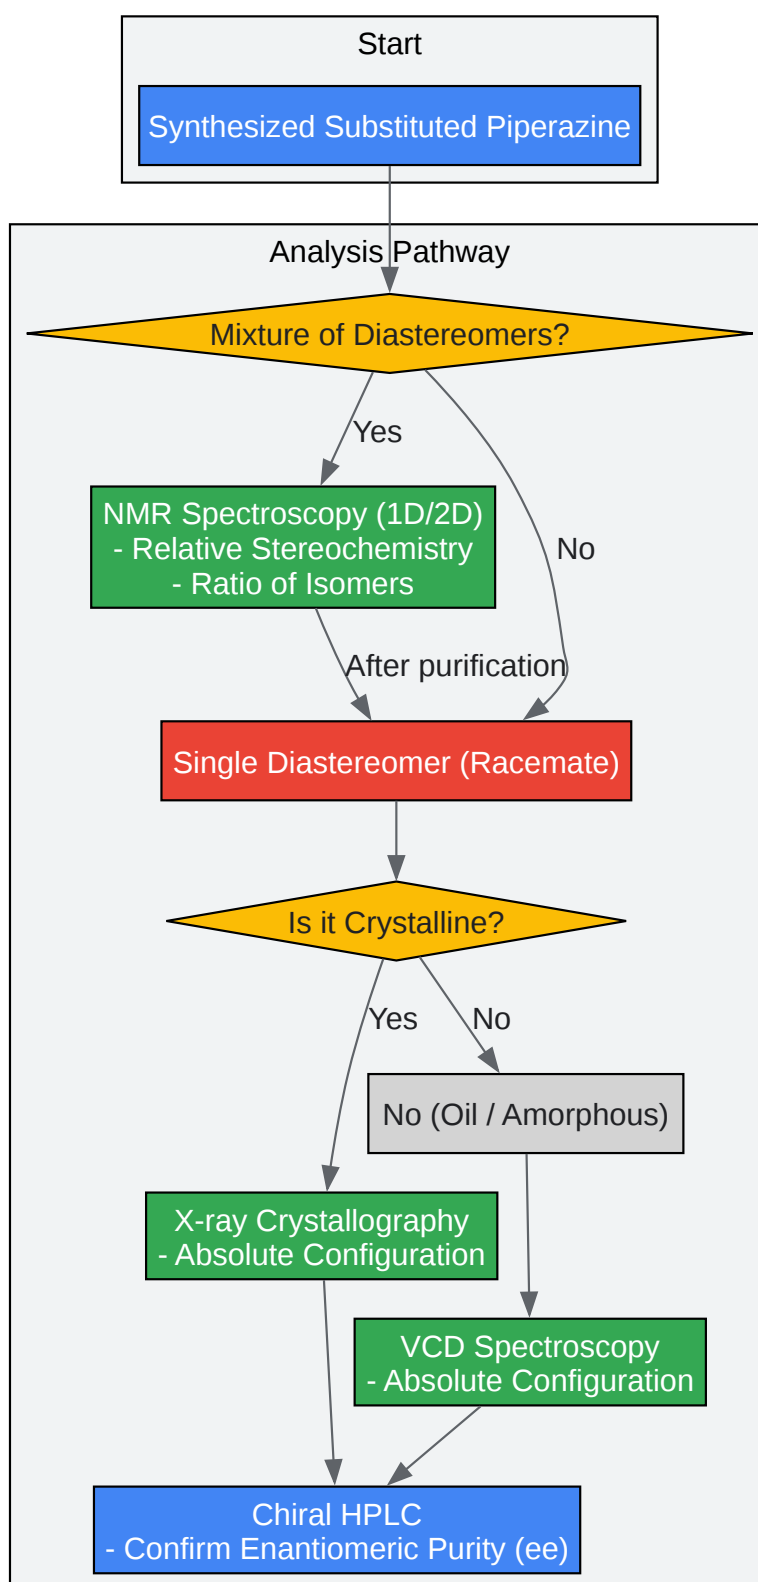 Start
Synthesized Substituted Piperazine
Analysis Pathway
Mixture of Diastereomers?
Yes
NMR Spectroscopy (1D/2D)
- Relative Stereochemistry
- Ratio of Isomers
No
After purification
Single Diastereomer (Racemate)
Is it Crystalline?
Yes
No
No (Oil / Amorphous)
X-ray Crystallography
- Absolute Configuration
VCD Spectroscopy
- Absolute Configuration
Chiral HPLC
- Confirm Enantiomeric Purity (ee)